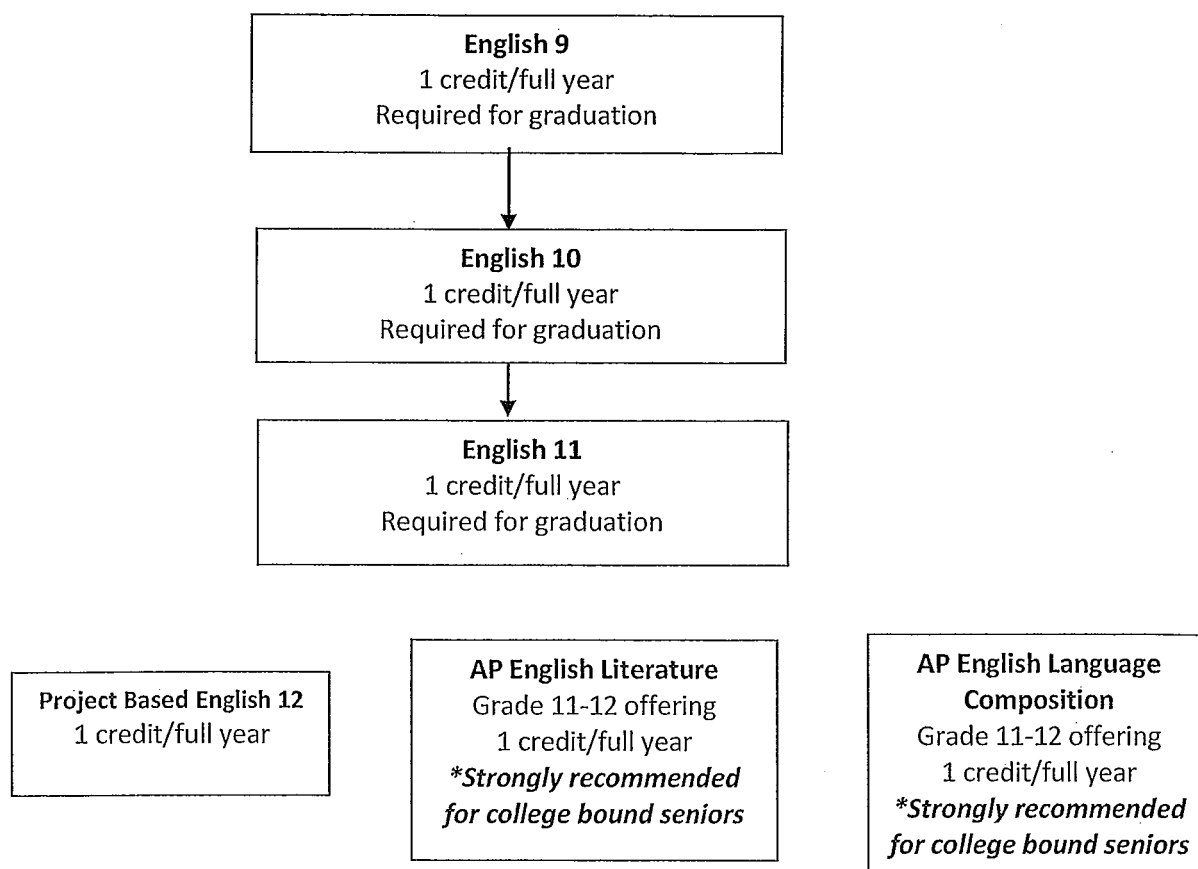 English 9
1 credit/full year
Required for graduation
English 10
1 credit/full year
Required for graduation
English 11
1 credit/full year
Required for graduation
Project Based English 12
1 credit/full year
AP English Literature
Grade 11-12 offering
1 credit/full year
*Strongly recommended
for college bound seniors
AP English Language
Composition
Grade 11-12 offering
1 credit/full year
*Strongly recommended
for college bound seniors